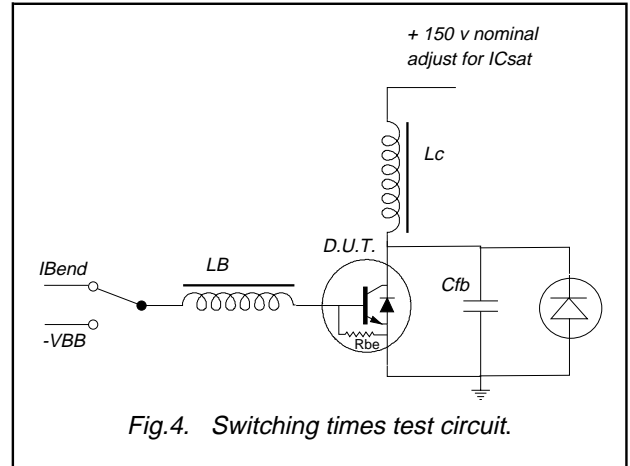 + 150 v nominal
adjust for ICsat
Lc
D.U.T.
IBend
LB
Cfb
-VBB
Rbe
Fig.4. Switching times test circuit.